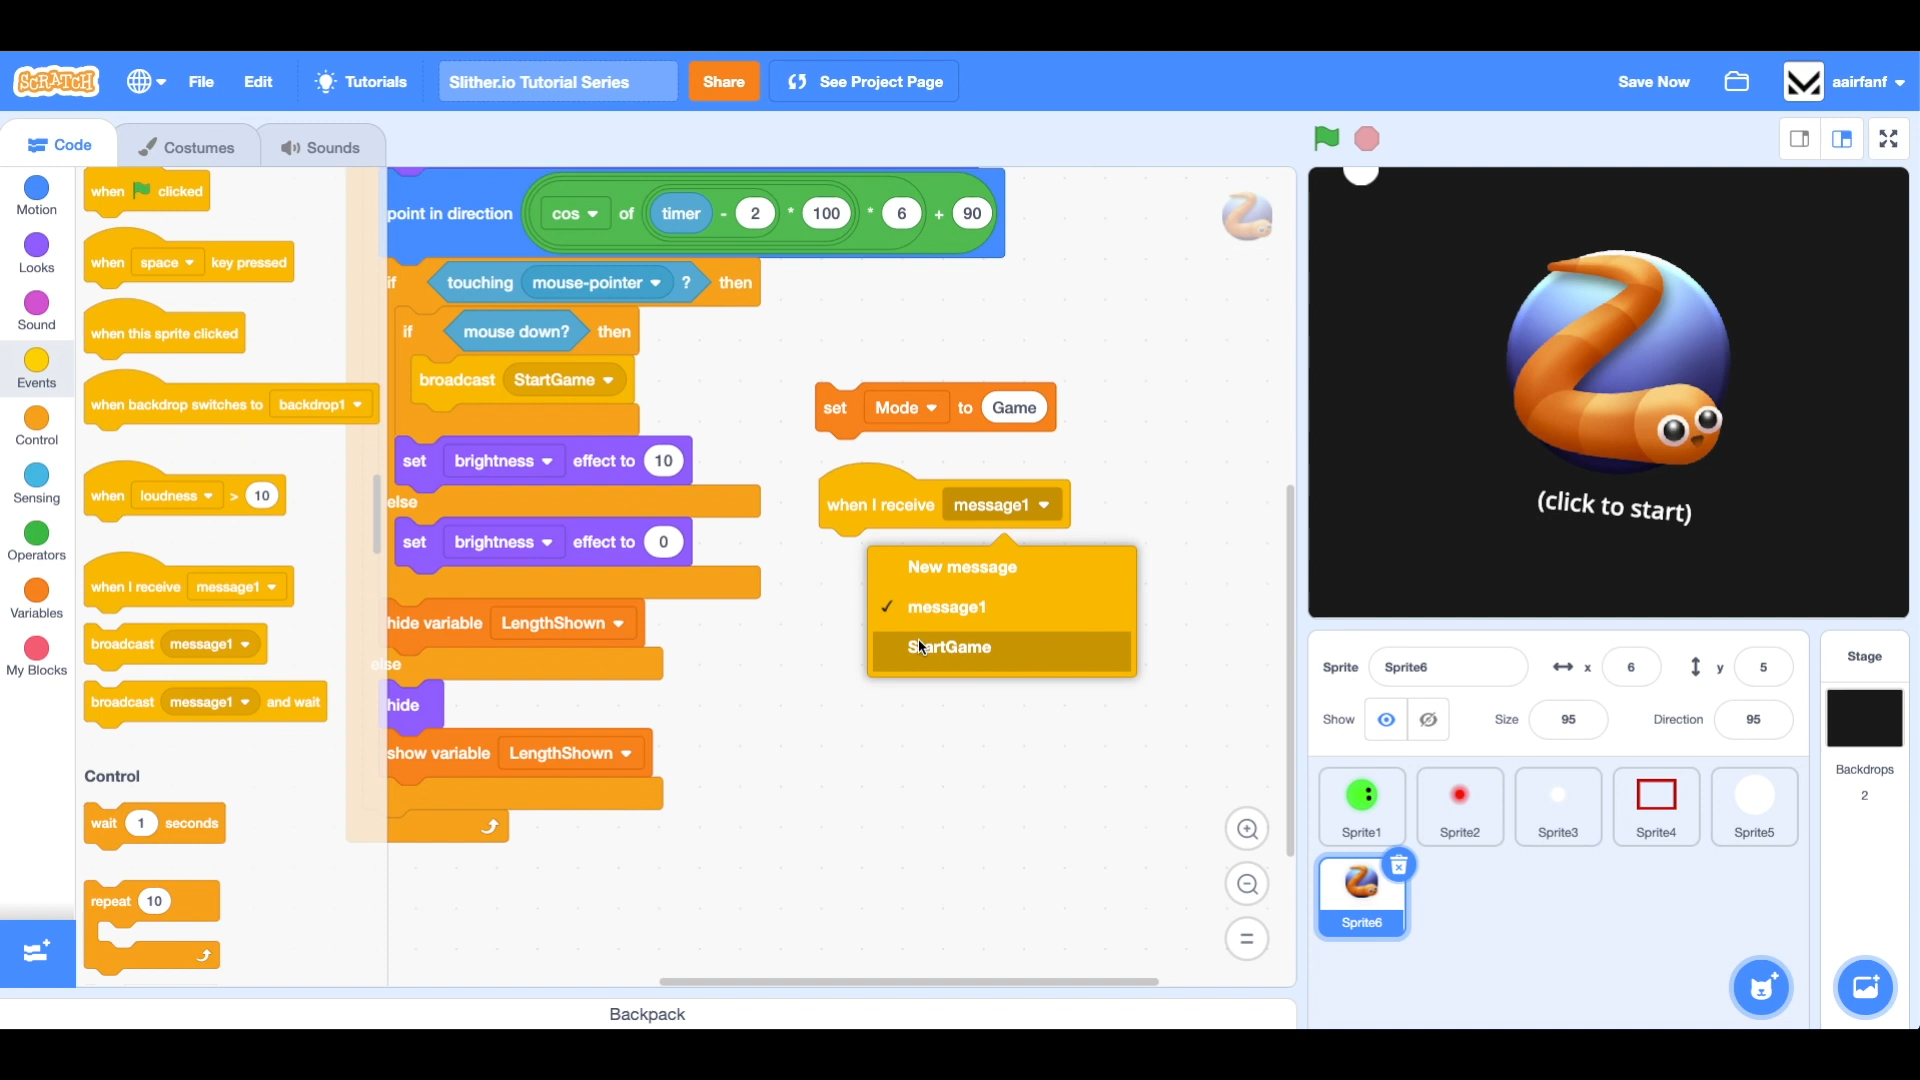 SCRATCH
File
Edit
Tutorials
Slither.io Tutorial Series
Share
See Project Page
Save Now
aairfanf
Code
Costumes
Sounds
Motion
Looks
Sound
Events
Control
Sensing
Operators
Variables
My Blocks
when clicked
when space key pressed
when this sprite clicked
when backdrop switches to backdrop1
when loudness > 10
when I receive message1
broadcast message1
broadcast message1 and wait
Control
wait 1 seconds
repeat 10
point in direction cos of timer - 2 * 100 * 6 + 90
if touching mouse-pointer ? then
if mouse down? then
broadcast StartGame
set brightness effect to 10
else
set brightness effect to 0
hide variable LengthShown
else
hide
show variable LengthShown
set Mode to Game
when I receive message1
New message
✓ message1
StartGame
Backpack
(click to start)
Sprite Sprite6 x 6 y 5
Show Size 95 Direction 95
Sprite1
Sprite2
Sprite3
Sprite4
Sprite5
Sprite6
Stage
Backdrops
2